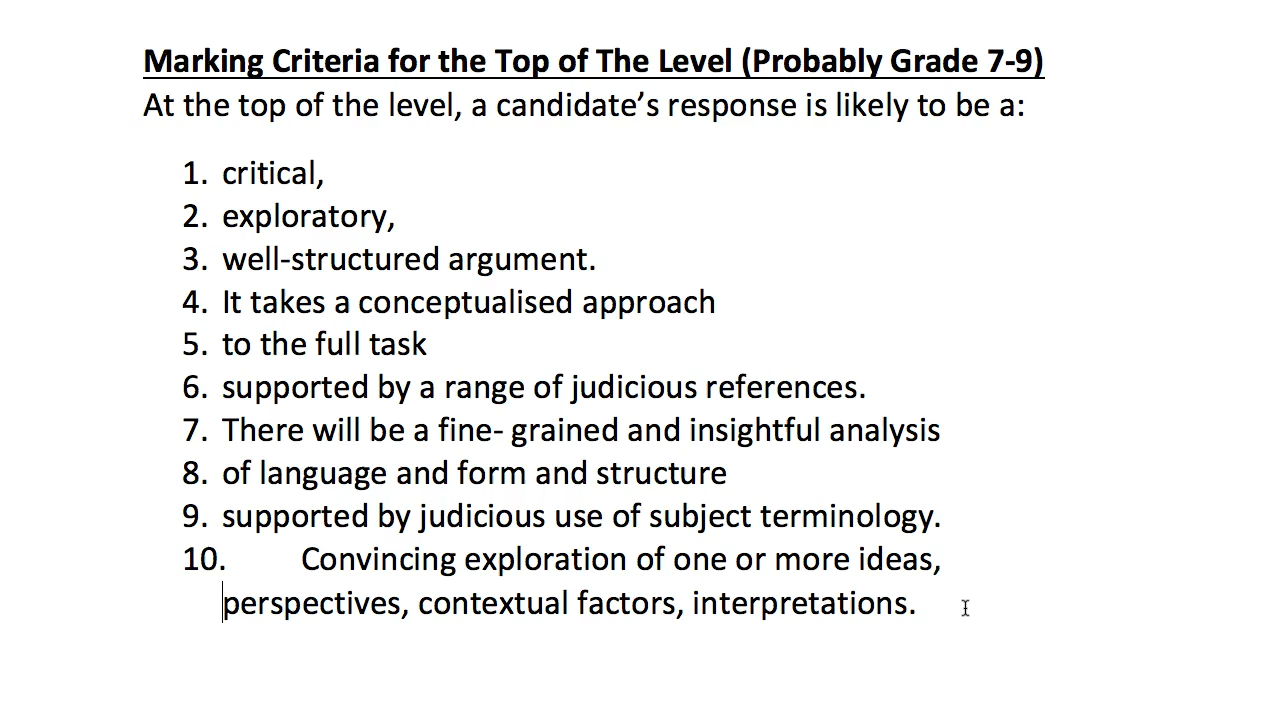 Marking Criteria for the Top of The Level (Probably Grade 7-9)
At the top of the level, a candidate’s response is likely to be a:
1. critical,
2. exploratory,
3. well-structured argument.
4. It takes a conceptualised approach
5. to the full task
6. supported by a range of judicious references.
7. There will be a fine- grained and insightful analysis
8. of language and form and structure
9. supported by judicious use of subject terminology.
10. Convincing exploration of one or more ideas,
perspectives, contextual factors, interpretations.